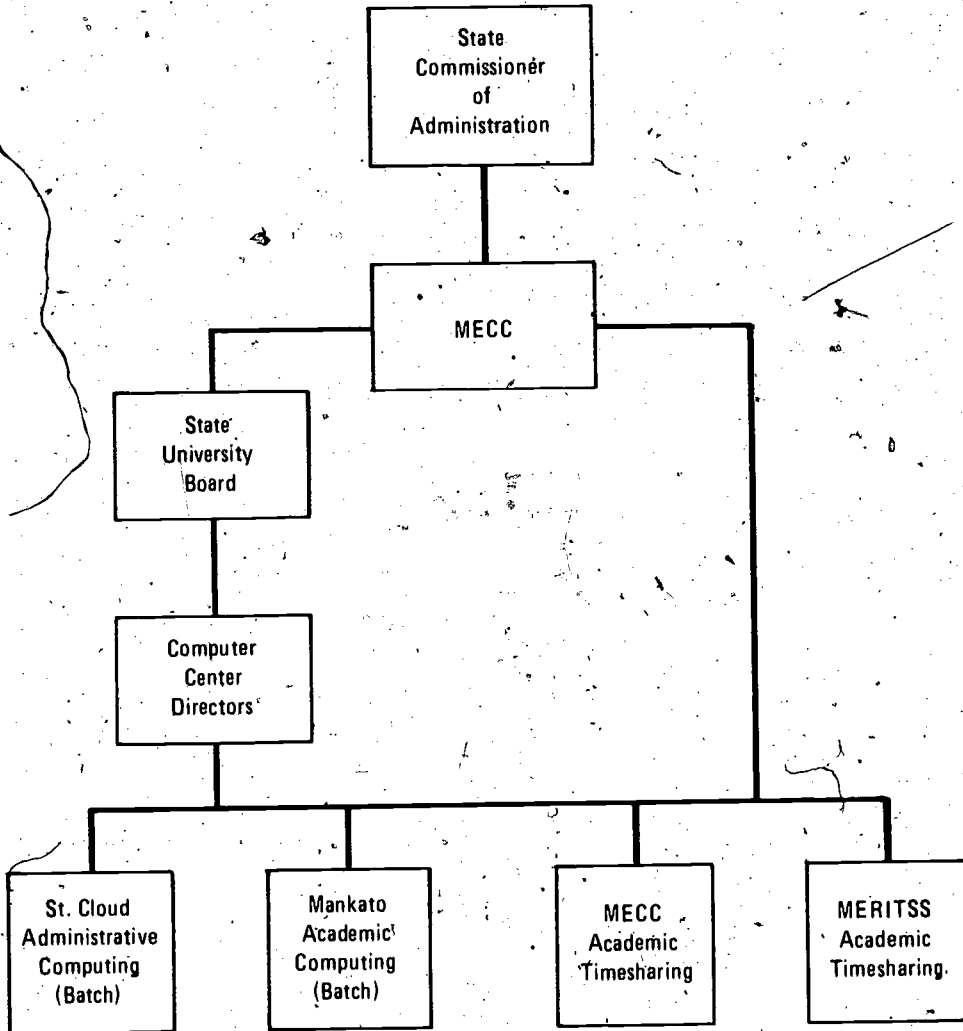 State
Commissioner
of
Administration
MECC
State
University
Board
Computer
Center
Directors
St. Cloud
Administrative
Computing
(Batch)
Mankato
Academic
Computing
(Batch)
MECC
Academic
Timesharing
MERITSS
Academic
Timesharing